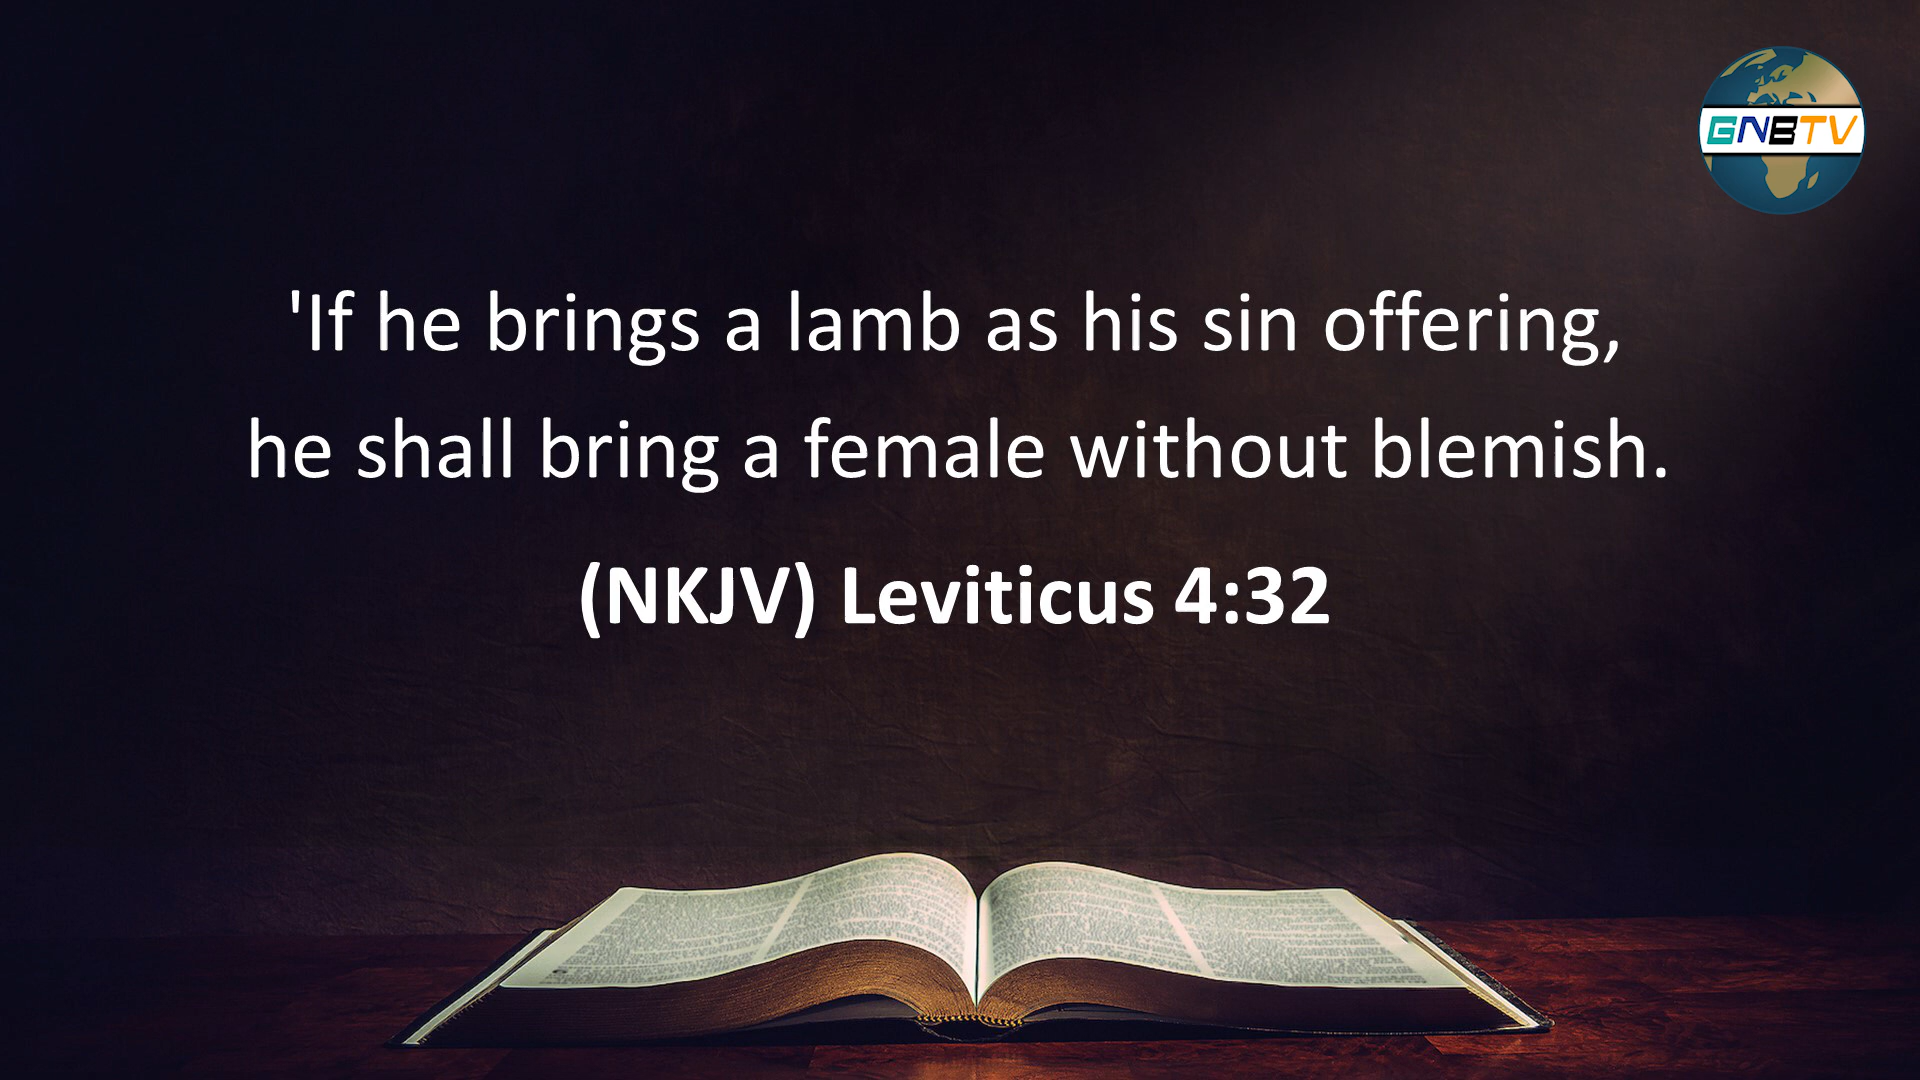 GNBTV
'If he brings a lamb as his sin offering,
he shall bring a female without blemish.
(NKJV) Leviticus 4:32